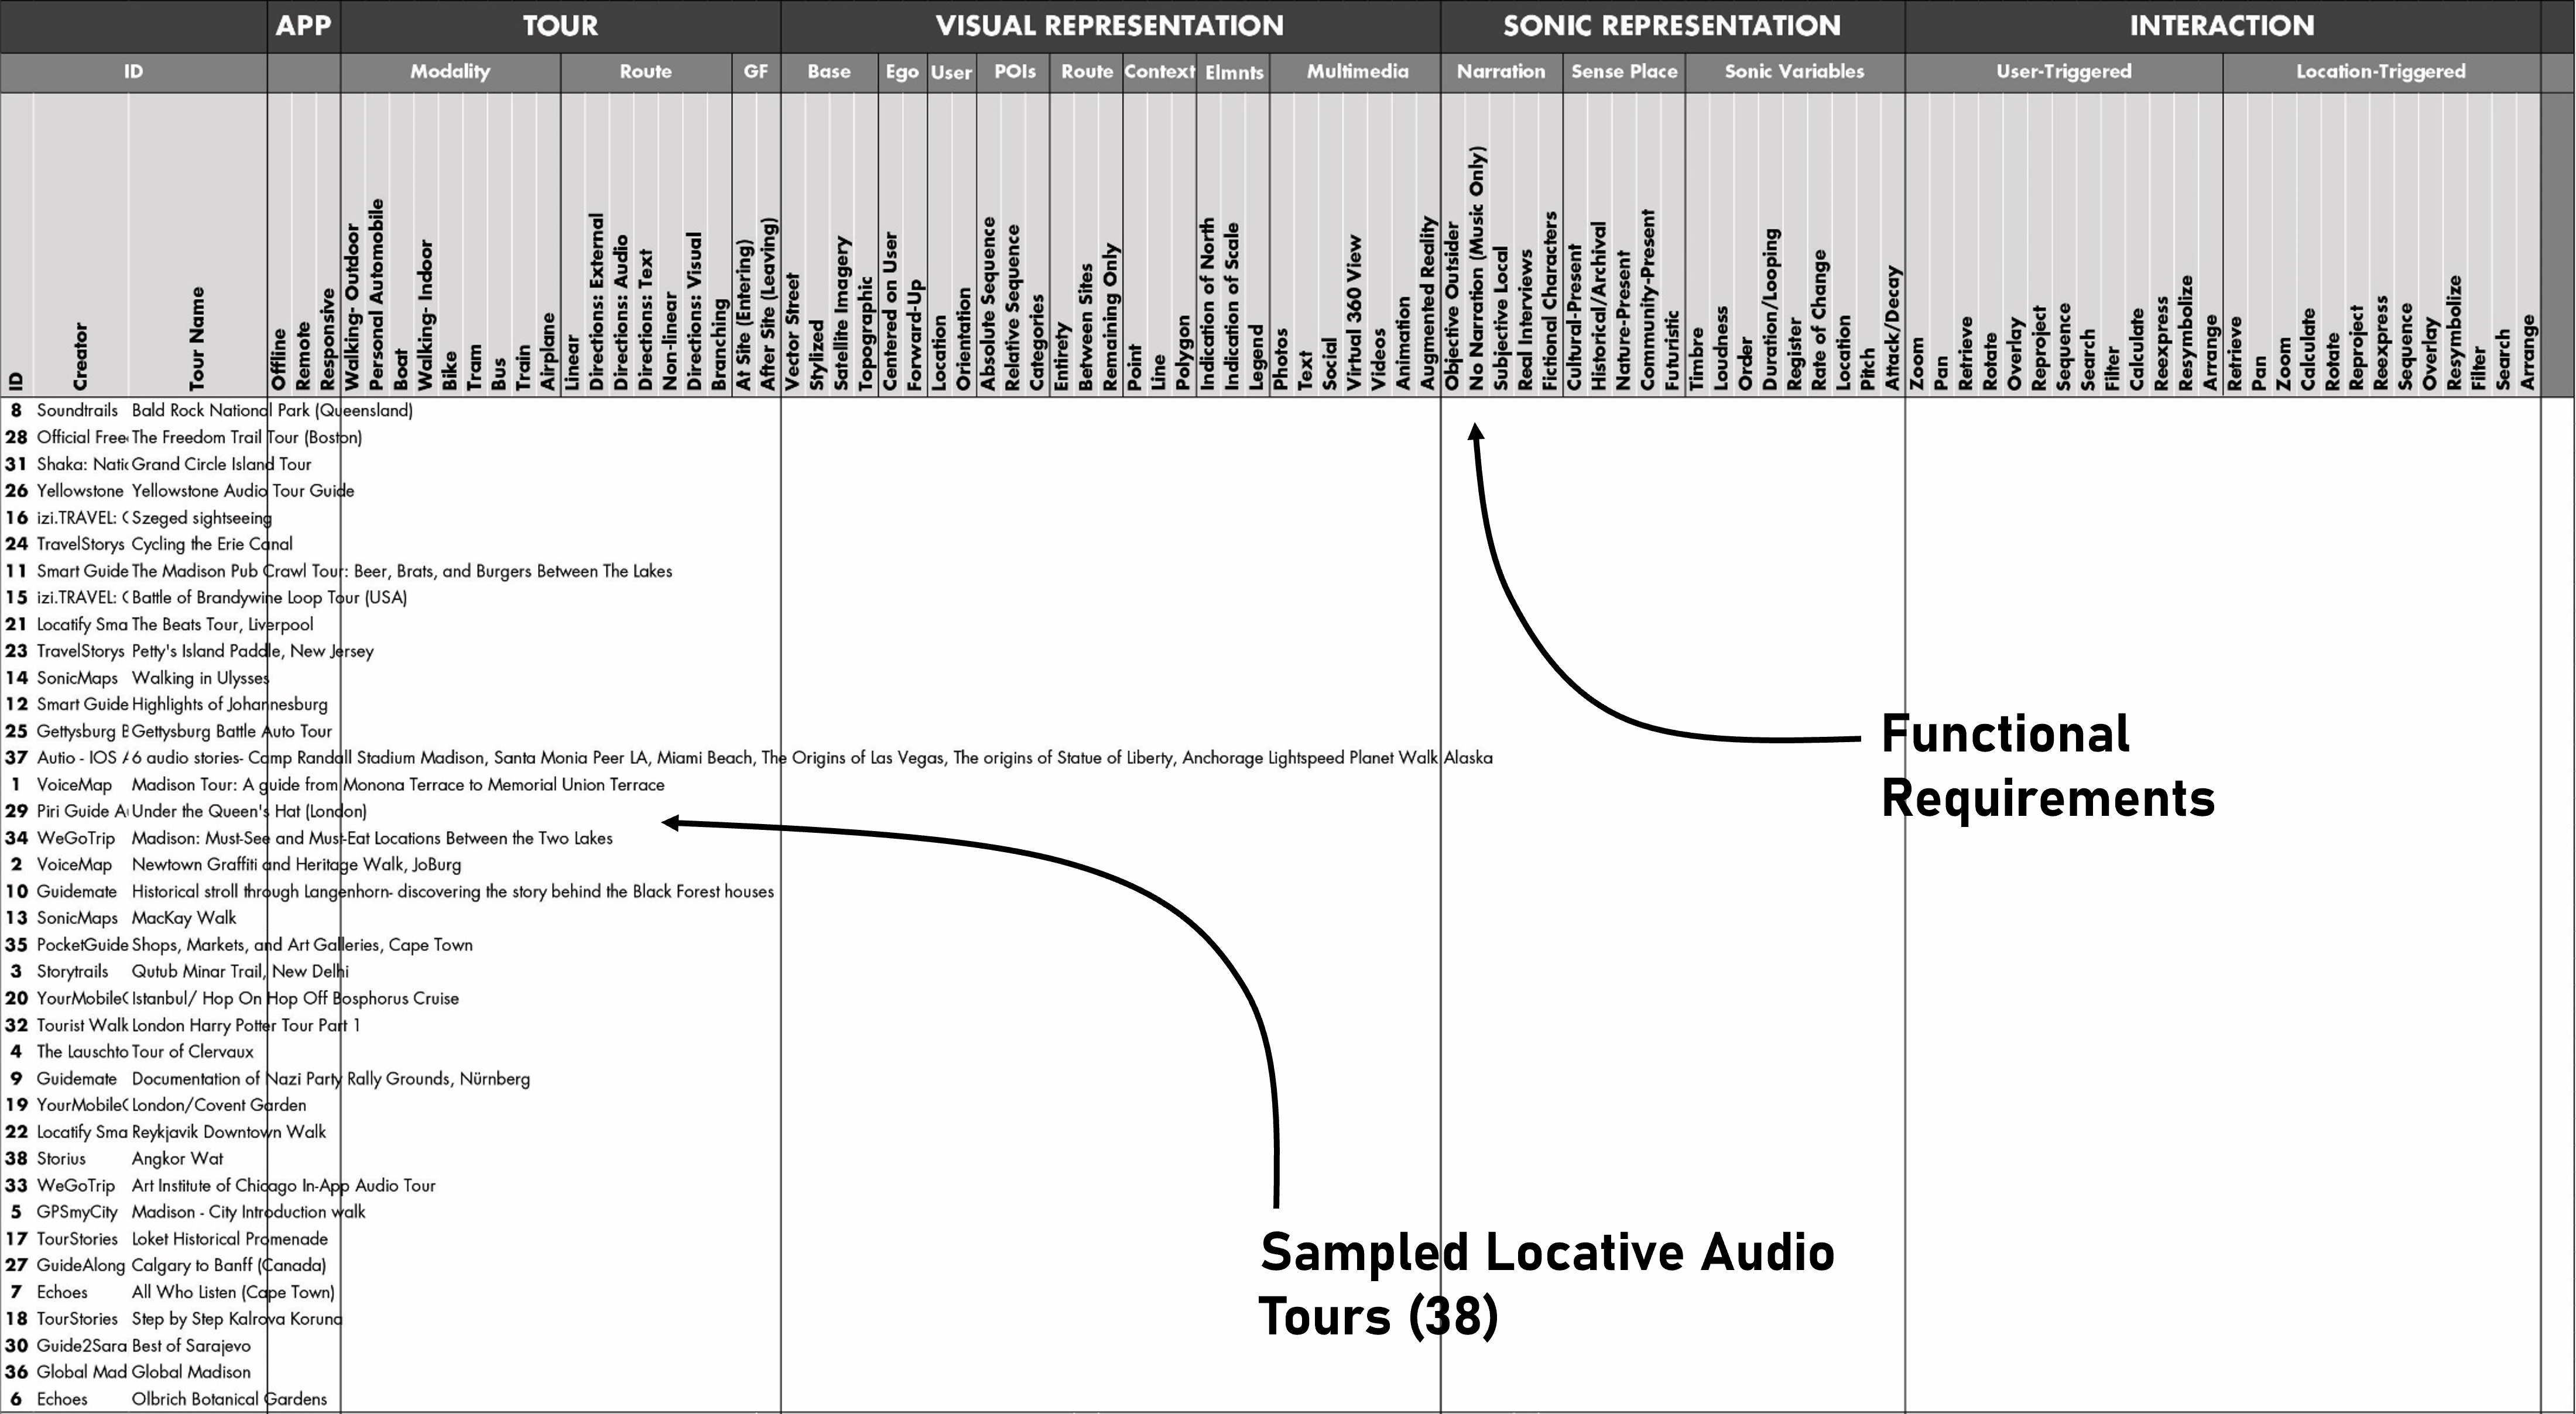 APP TOUR VISUAL REPRESENTATION SONIC REPRESENTATION INTERACTION
ID Modality Route GF Base Ego User POIs Route Context Elmnts Multimedia Narration Sense Place Sonic Variables User-Triggered Location-Triggered
ID
Creator
Tour Name
Offline
Remote
Responsive
Walking- Outdoor
Personal Automobile
Boat
Walking- Indoor
Bike
Tram
Bus
Train
Airplane
Linear
Directions: External
Directions: Audio
Directions: Text
Non-linear
Directions: Visual
Branching
At Site (Entering)
After Site (Leaving)
Vector Street
Stylized
Satellite Imagery
Topographic
Centered on User
Forward-Up
Location
Orientation
Absolute Sequence
Relative Sequence
Categories
Entirety
Between Sites
Remaining Only
Point
Line
Polygon
Indication of North
Indication of Scale
Legend
Photos
Text
Social
Virtual 360 View
Videos
Animation
Augmented Reality
Objective Outsider
No Narration (Music Only)
Subjective Local
Real Interviews
Fictional Characters
Cultural-Present
Historical/Archival
Nature-Present
Community-Present
Futuristic
Timbre
Loudness
Order
Duration/Looping
Register
Rate of Change
Location
Pitch
Attack/Decay
Zoom
Pan
Retrieve
Rotate
Overlay
Reproject
Sequence
Search
Filter
Calculate
Reexpress
Resymbolize
Arrange
Retrieve
Pan
Zoom
Calculate
Rotate
Reproject
Reexpress
Sequence
Overlay
Resymbolize
Filter
Search
Arrange
8 Soundtrails Bald Rock National Park (Queensland)
28 Official Free The Freedom Trail Tour (Boston)
31 Shaka: Natic Grand Circle Island Tour
26 Yellowstone Yellowstone Audio Tour Guide
16 izi.TRAVEL: Szeged sightseeing
24 TravelStorys Cycling the Erie Canal
11 Smart Guide The Madison Pub Crawl Tour: Beer, Brats, and Burgers Between The Lakes
15 izi.TRAVEL: Battle of Brandywine Loop Tour (USA)
21 Locatify Sma The Beats Tour, Liverpool
23 TravelStorys Petty's Island Paddle, New Jersey
14 SonicMaps Walking in Ulysses
12 Smart Guide Highlights of Johannesburg
25 Gettysburg B Gettysburg Battle Auto Tour
37 Autio - IOS / 6 audio stories- Camp Randall Stadium Madison, Santa Monia Peer LA, Miami Beach, The Origins of Las Vegas, The origins of Statue of Liberty, Anchorage Lightspeed Planet Walk Alaska
1 VoiceMap Madison Tour: A guide from Monona Terrace to Memorial Union Terrace
29 Piri Guide A Under the Queen's Hat (London)
34 WeGoTrip Madison: Must-See and Must-Eat Locations Between the Two Lakes
2 VoiceMap Newtown Graffiti and Heritage Walk, JoBurg
10 Guidemate Historical stroll through Langenhorn- discovering the story behind the Black Forest houses
13 SonicMaps MacKay Walk
35 PocketGuide Shops, Markets, and Art Galleries, Cape Town
3 Storytrails Qutub Minar Trail, New Delhi
20 YourMobile Istanbul/ Hop On Hop Off Bosphorus Cruise
32 Tourist Walk London Harry Potter Tour Part 1
4 The Lauschto Tour of Clervaux
9 Guidemate Documentation of Nazi Party Rally Grounds, Nürnberg
19 YourMobile London/Covent Garden
22 Locatify Sma Reykjavik Downtown Walk
38 Storius Angkor Wat
33 WeGoTrip Art Institute of Chicago In-App Audio Tour
5 GPSmyCity Madison - City Introduction walk
17 TourStories Loket Historical Promenade
27 GuideAlong Calgary to Banff (Canada)
7 Echoes All Who Listen (Cape Town)
18 TourStories Step by Step Kalrova Koruna
30 Guide2Sara Best of Sarajevo
36 Global Mad Global Madison
6 Echoes Olbrich Botanical Gardens
Functional
Requirements
Sampled Locative Audio
Tours (38)